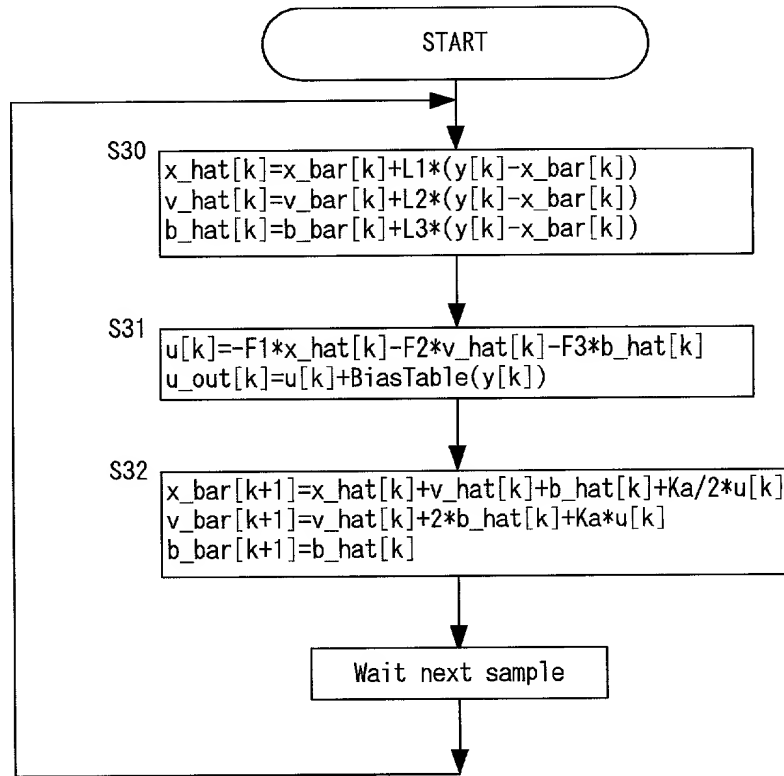 START
S30
x_hat[k]=x_bar[k]+L1*(y[k]-x_bar[k])
v_hat[k]=v_bar[k]+L2*(y[k]-x_bar[k])
b_hat[k]=b_bar[k]+L3*(y[k]-x_bar[k])
S31
u[k]=-F1*x_hat[k]-F2*v_hat[k]-F3*b_hat[k]
u_out[k]=u[k]+BiasTable(y[k])
S32
x_bar[k+1]=x_hat[k]+v_hat[k]+b_hat[k]+Ka/2*u[k]
v_bar[k+1]=v_hat[k]+2*b_hat[k]+Ka*u[k]
b_bar[k+1]=b_hat[k]
Wait next sample